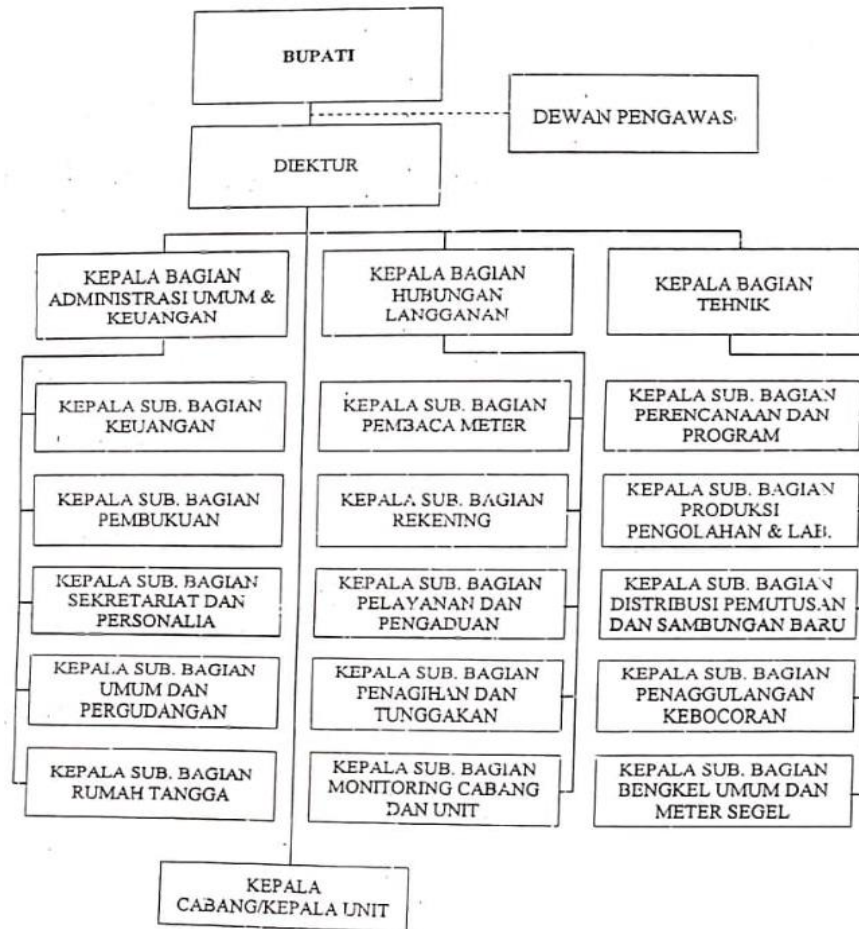 BUPATI
DEWAN PENGAWAS
DIEKTUR
KEPALA BAGIAN
ADMINISTRASI UMUM &
KEUANGAN
KEPALA BAGIAN
HUBUNGAN
LANGGANAN
KEPALA BAGIAN
TEHNIK
KEPALA SUB. BAGIAN
KEUANGAN
KEPALA SUB. BAGIAN
PEMBUKUAN
KEPALA SUB. BAGIAN
SEKRETARIAT DAN
PERSONALIA
KEPALA SUB. BAGIAN
UMUM DAN
PERGUDANGAN
KEPALA SUB. BAGIAN
RUMAH TANGGA
KEPALA SUB. BAGIAN
PEMBACA METER
KEPALA SUB. BAGIAN
REKENING
KEPALA SUB. BAGIAN
PELAYANAN DAN
PENGADUAN
KEPALA SUB. BAGIAN
PENAGIHAN DAN
TUNGGAKAN
KEPALA SUB. BAGIAN
MONITORING CABANG
DAN UNIT
KEPALA SUB. BAGIAN
PERENCANAAN DAN
PROGRAM
KEPALA SUB. BAGIAN
PRODUKSI
PENGOLAHAN & LAB.
KEPALA SUB. BAGIAN
DISTRIBUSI PEMUTUSAN
DAN SAMBUNGAN BARU
KEPALA SUB. BAGIAN
PENAGGULANGAN
KEBOCORAN
KEPALA SUB. BAGIAN
BENGKEL UMUM DAN
METER SEGEL
KEPALA
CABANG/KEPALA UNIT